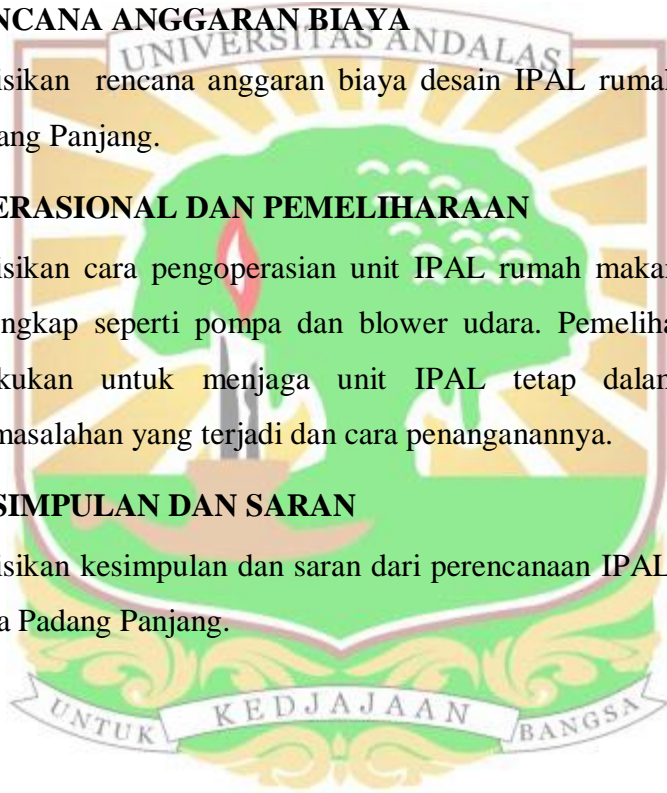 NCANA ANGGARAN BIAYA
UNIVERSITAS ANDALAS
isikan rencana anggaran biaya desain IPAL rumah
ang Panjang.
ERASIONAL DAN PEMELIHARAAN
isikan cara pengoperasian unit IPAL rumah makan
ngkap seperti pompa dan blower udara. Pemeliha
kukan untuk menjaga unit IPAL tetap dalam
masalahan yang terjadi dan cara penanganannya.
SIMPULAN DAN SARAN
isikan kesimpulan dan saran dari perencanaan IPAL
a Padang Panjang.
UNTUK KEDJAJAAN BANGSA